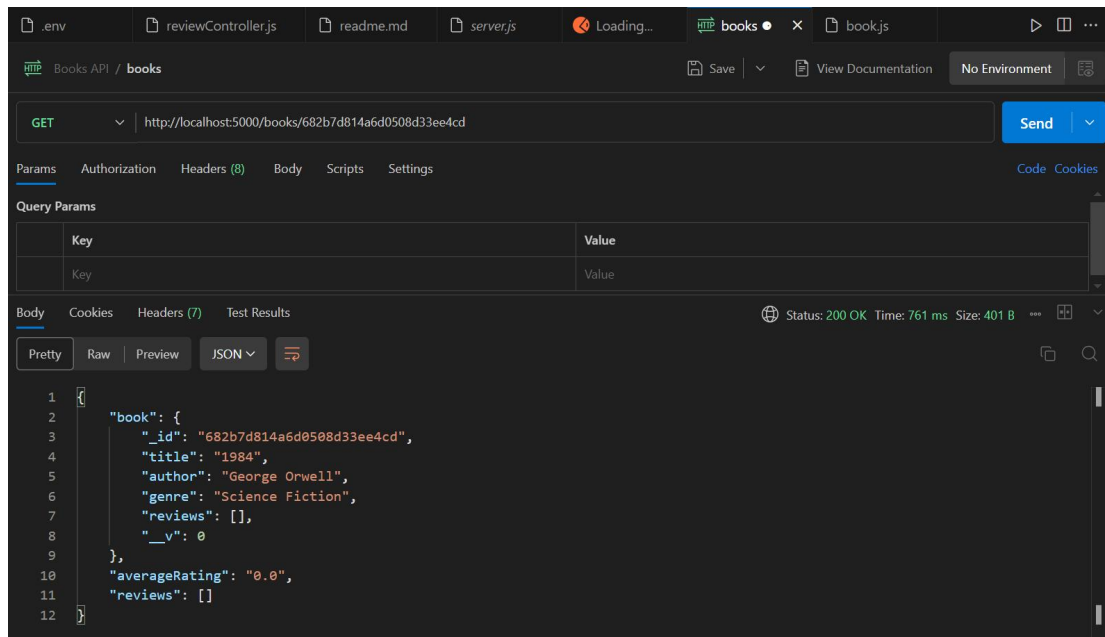 .env reviewController.js readme.md server.js Loading... HTTP books book.js ...
HTTP Books API / books Save View Documentation No Environment
GET http://localhost:5000/books/682b7d814a6d0508d33ee4cd Send
Params Authorization Headers (8) Body Scripts Settings Code Cookies
Query Params
Key Value
Key Value
Body Cookies Headers (7) Test Results Status: 200 OK Time: 761 ms Size: 401 B
Pretty Raw Preview JSON
1 {
2 "book": {
3 "_id": "682b7d814a6d0508d33ee4cd",
4 "title": "1984",
5 "author": "George Orwell",
6 "genre": "Science Fiction",
7 "reviews": [],
8 "__v": 0
9 },
10 "averageRating": "0.0",
11 "reviews": []
12 }